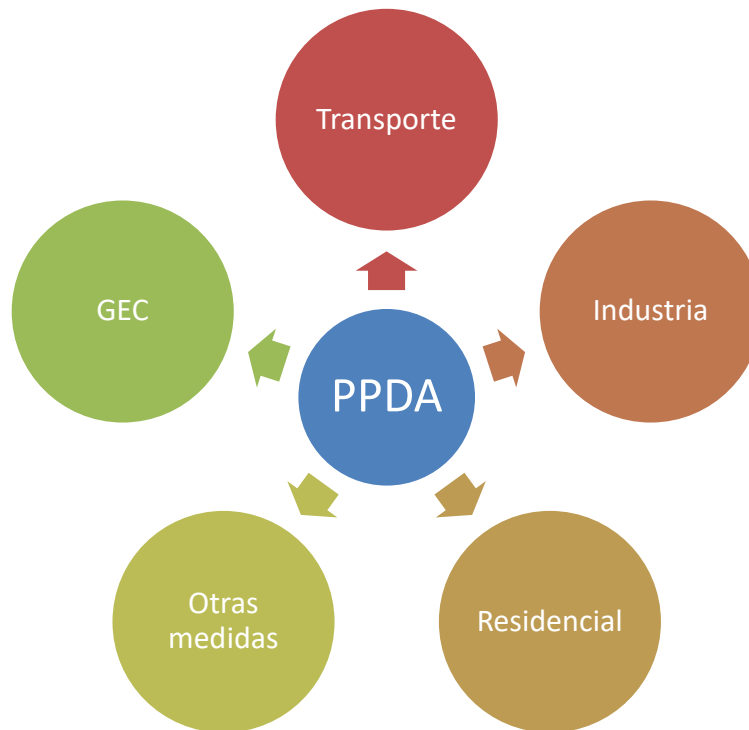 Transporte
GEC
Industria
PPDA
Otras
medidas
Residencial